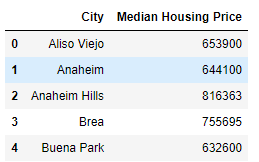 City Median Housing Price
0 Aliso Viejo 653900
1 Anaheim 644100
2 Anaheim Hills 816363
3 Brea 755695
4 Buena Park 632600